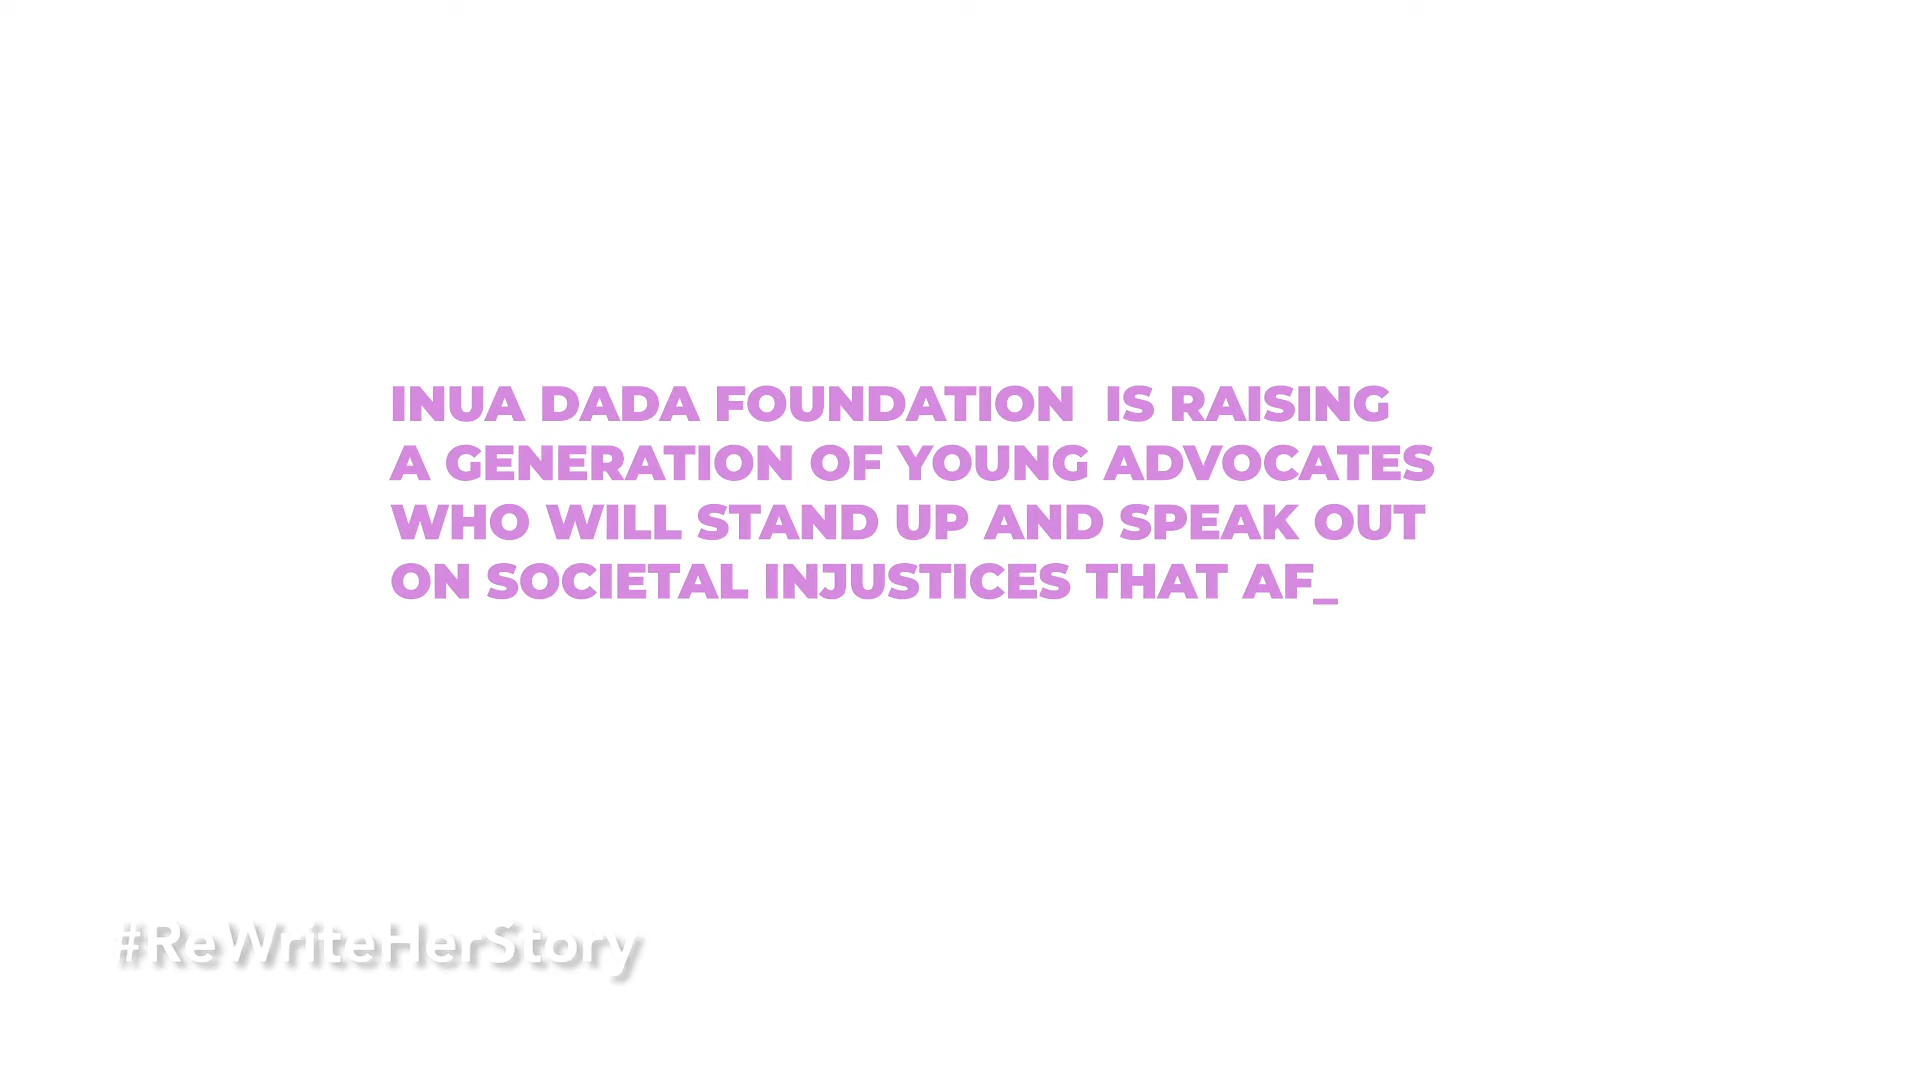 INUA DADA FOUNDATION  IS RAISING
A GENERATION OF YOUNG ADVOCATES
WHO WILL STAND UP AND SPEAK OUT
ON SOCIETAL INJUSTICES THAT AF_
#ReWriteHerStory